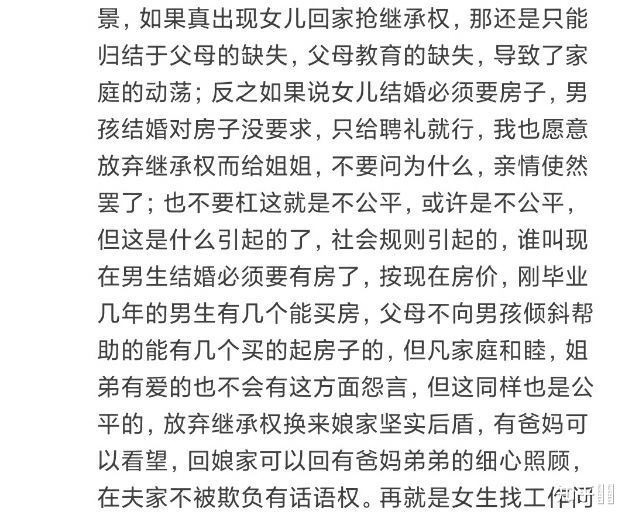 景，如果真出现女儿回家抢继承权，那还是只能
归结于父母的缺失，父母教育的缺失，导致了家
庭的动荡；反之如果说女儿结婚必须要房子，男
孩结婚对房子没要求，只给聘礼就行，我也愿意
放弃继承权而给姐姐，不要问为什么，亲情使然
罢了；也不要杠这就是不公平，或许是不公平，
但这是什么引起的了，社会规则引起的，谁叫现
在男生结婚必须要有房了，按现在房价，刚毕业
几年的男生有几个能买房，父母不向男孩倾斜帮
助的能有几个买的起房子的，但凡家庭和睦，姐
弟有爱的也不会有这方面怨言，但这同样也是公
平的，放弃继承权换来娘家坚实后盾，有爸妈可
以看望，回娘家可以回有爸妈弟弟的细心照顾，
在夫家不被欺负有话语权。再就是女生找工作问